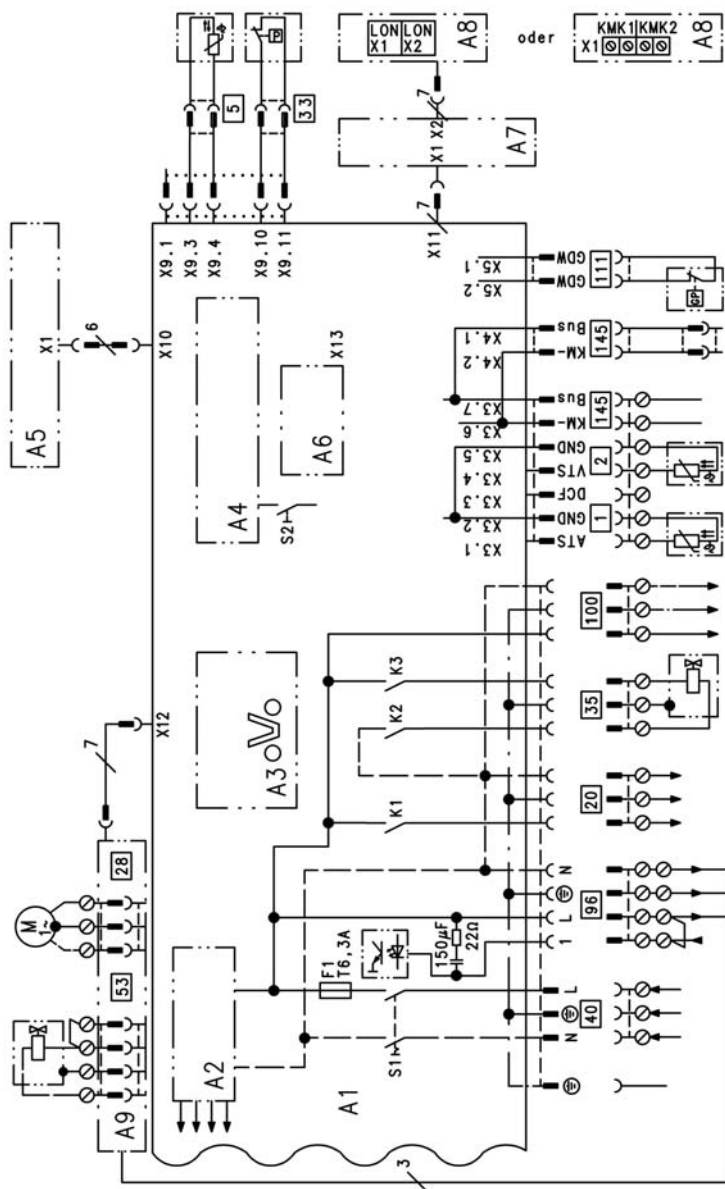 LON LON
X1 X2
A8
oder
KMK1 KMK2
X1
A8
P
5
33
7
X1 X2
A7
7
X11
A5
X1
6
X10
X9.1
X9.3
X9.4
X9.10
X9.11
A4
S2
A6
X13
X12
7
A3
M
1~
28
53
A9
A2
A1
3
F1
T6,3A
S1
150µF
22Ω
K1
K2
K3
X5.1
X5.2
X4.1
X4.2
X3.7
X3.6
X3.5
X3.4
X3.3
X3.2
X3.1
GDW
GDW
Bus
KM-
Bus
KM-
GND
VTS
DCF
GND
ATS
111
145
145
2
1
GP
100
35
20
N
L
1
96
L
N
40